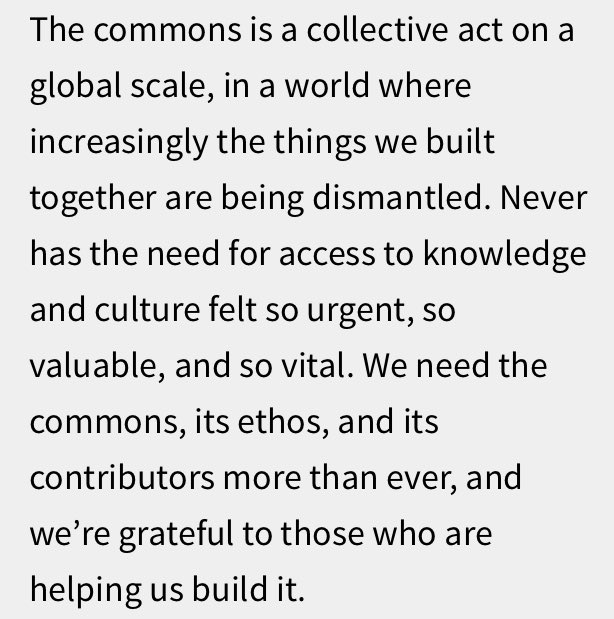 The commons is a collective act on a
global scale, in a world where
increasingly the things we built
together are being dismantled. Never
has the need for access to knowledge
and culture felt so urgent, so
valuable, and so vital. We need the
commons, its ethos, and its
contributors more than ever, and
we’re grateful to those who are
helping us build it.